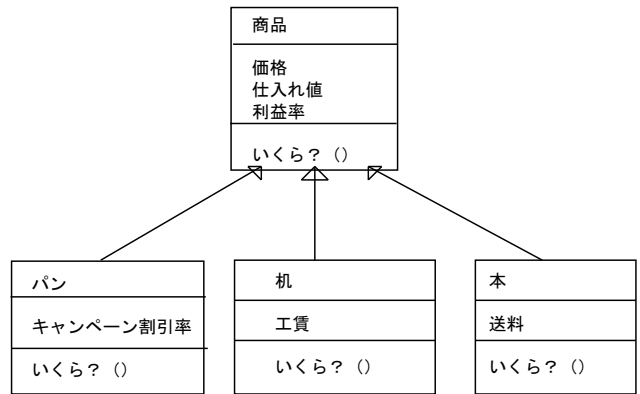 商品
価格
仕入れ値
利益率
いくら？（）
パン
キャンペーン割引率
いくら？（）
机
工賃
いくら？（）
本
送料
いくら？（）